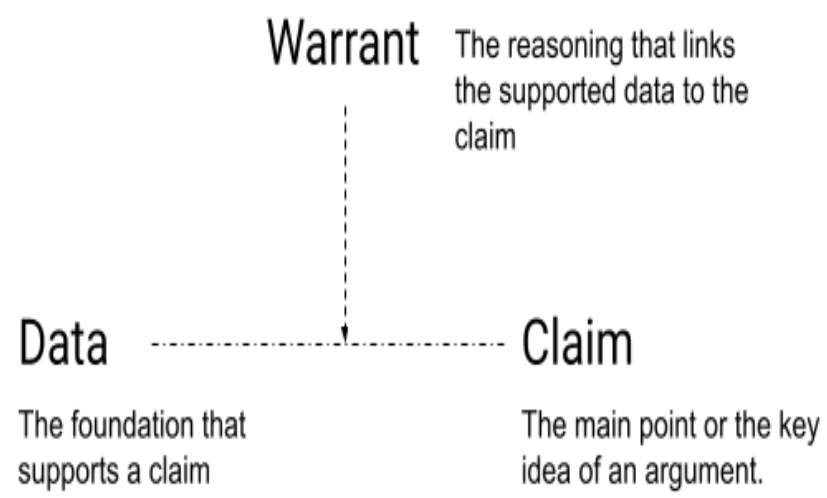 Warrant
The reasoning that links
the supported data to the
claim
Data
The foundation that
supports a claim
Claim
The main point or the key
idea of an argument.